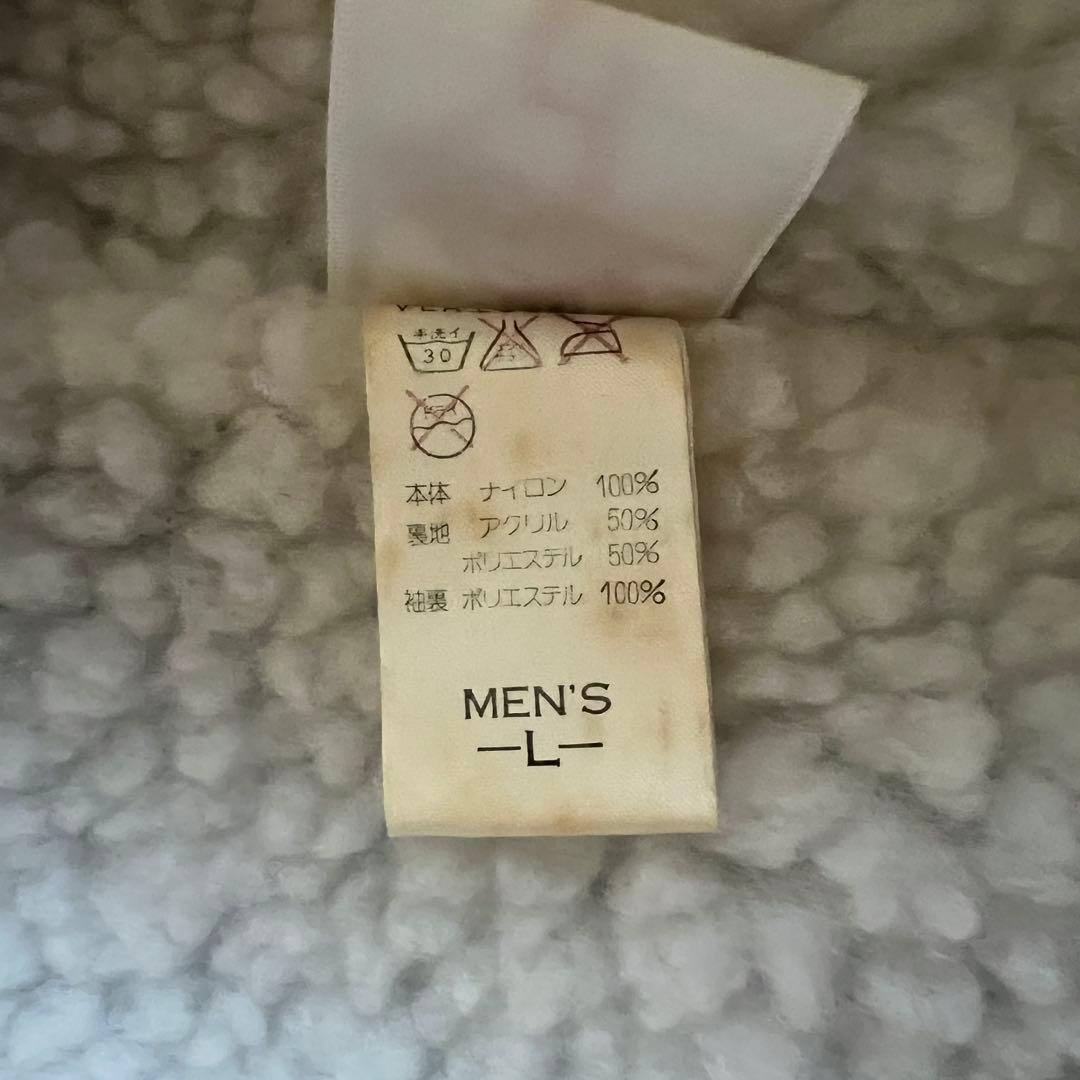 手洗イ
30
本体 ナイロン 100%
裏地 アクリル 50%
ポリエステル 50%
袖裏 ポリエステル 100%
MEN'S
-L-